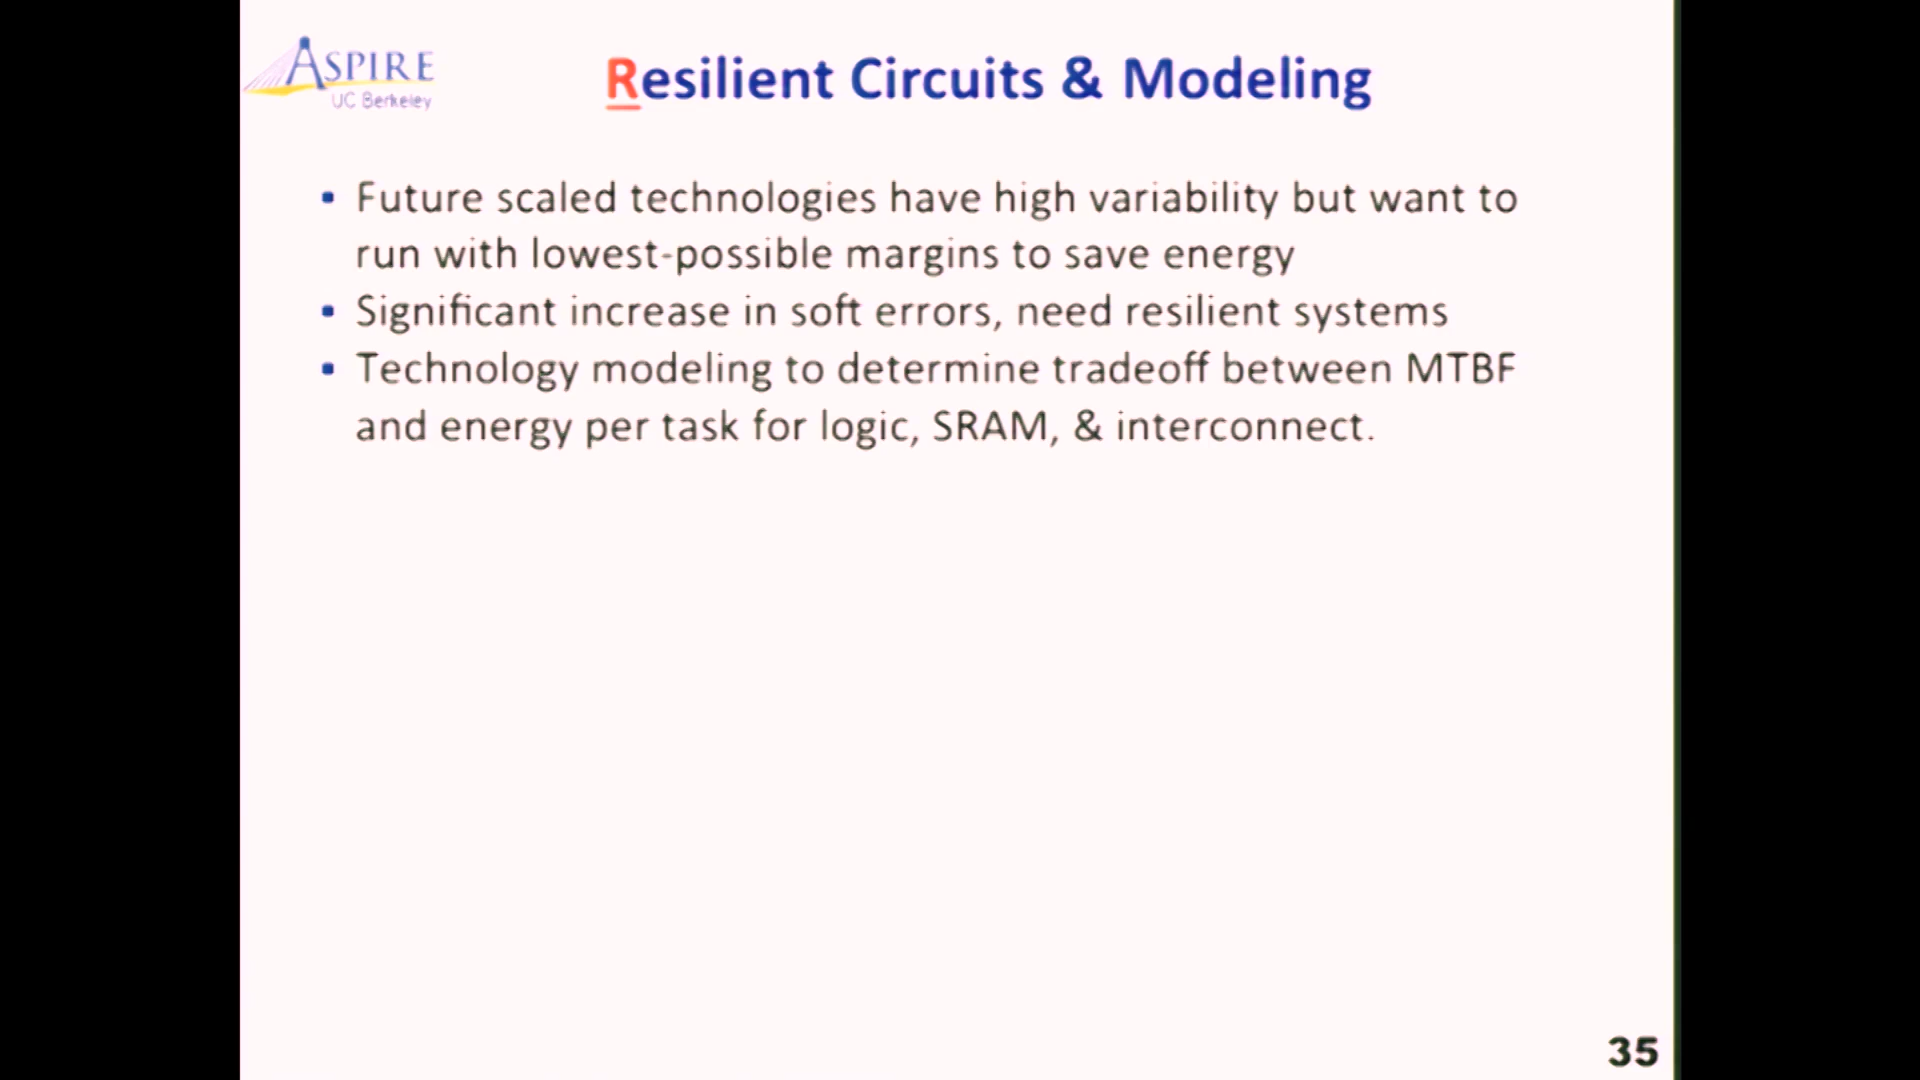 ASPIRE
UC Berkeley
Resilient Circuits & Modeling
▪ Future scaled technologies have high variability but want to
run with lowest-possible margins to save energy
▪ Significant increase in soft errors, need resilient systems
▪ Technology modeling to determine tradeoff between MTBF
and energy per task for logic, SRAM, & interconnect.
35